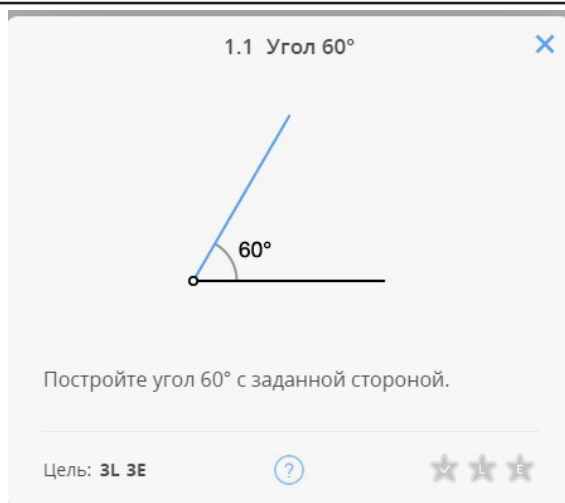 1.1 Угол 60°
60°
Постройте угол 60° с заданной стороной.
Цель: 3L 3E
?
L E